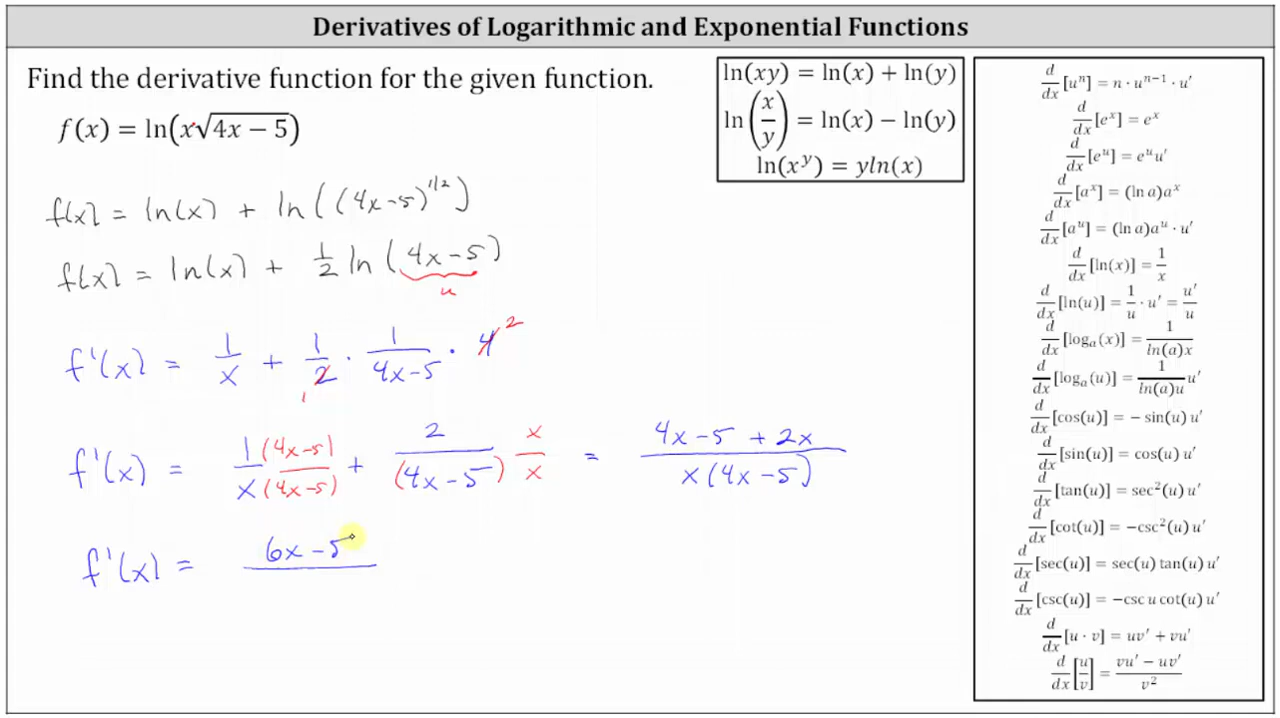 Derivatives of Logarithmic and Exponential Functions
Find the derivative function for the given function.
f(x) = ln(x√(4x − 5))
f(x) = ln(x) + ln((4x-5)^1/2)
f(x) = ln(x) + 1/2 ln(4x-5)
u
f'(x) = 1/x + 1/2 · 1/(4x-5) · 4 2
1
f'(x) = 1(4x-5)/x(4x-5) + 2/(4x-5) x/x = (4x-5+2x)/(x(4x-5))
f'(x) = 6x-5
ln(xy) = ln(x) + ln(y)
ln(x/y) = ln(x) − ln(y)
ln(x^y) = yln(x)
d/dx [u^n] = n · u^(n−1) · u'
d/dx [e^x] = e^x
d/dx [e^u] = e^u u'
d/dx [a^x] = (ln a)a^x
d/dx [a^u] = (ln a)a^u · u'
d/dx [ln(x)] = 1/x
d/dx [ln(u)] = 1/u · u' = u'/u
d/dx [log_a(x)] = 1/(ln(a)x)
d/dx [log_a(u)] = 1/(ln(a)u) u'
d/dx [cos(u)] = − sin(u) u'
d/dx [sin(u)] = cos(u) u'
d/dx [tan(u)] = sec²(u) u'
d/dx [cot(u)] = −csc²(u) u'
d/dx [sec(u)] = sec(u) tan(u) u'
d/dx [csc(u)] = −csc u cot(u) u'
d/dx [u · v] = uv' + vu'
d/dx [u/v] = (vu' − uv')/v²